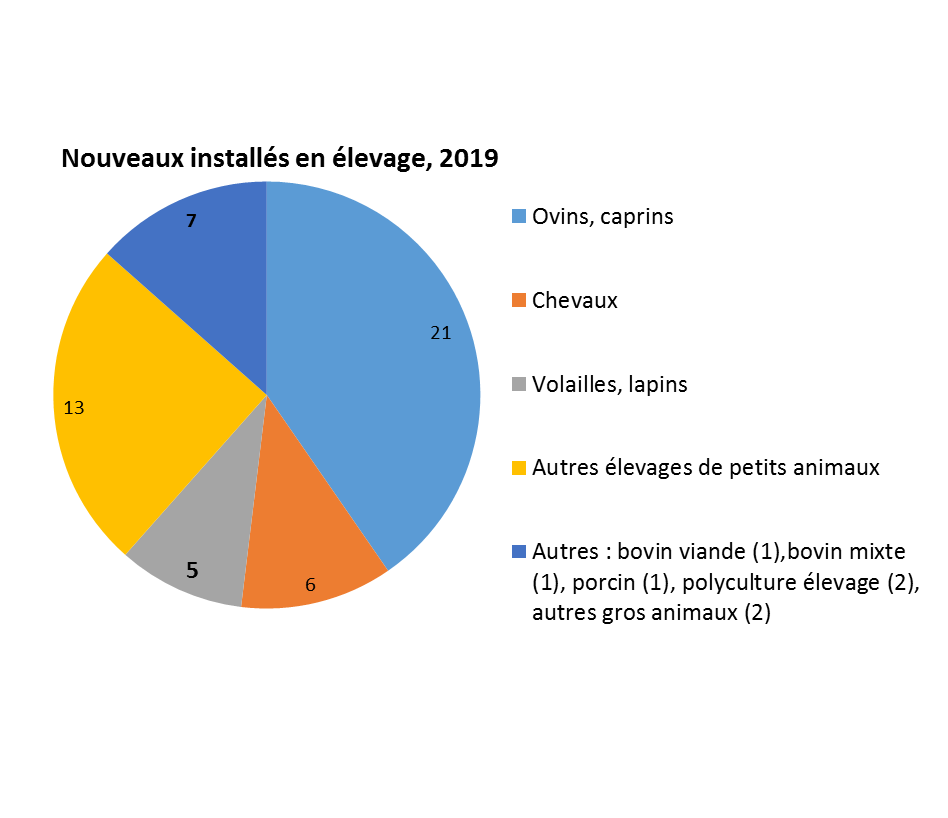 Nouveaux installés en élevage, 2019
7
21
13
5
6
Ovins, caprins
Chevaux
Volailles, lapins
Autres élevages de petits animaux
Autres : bovin viande (1),bovin mixte
(1), porcin (1), polyculture élevage (2),
autres gros animaux (2)